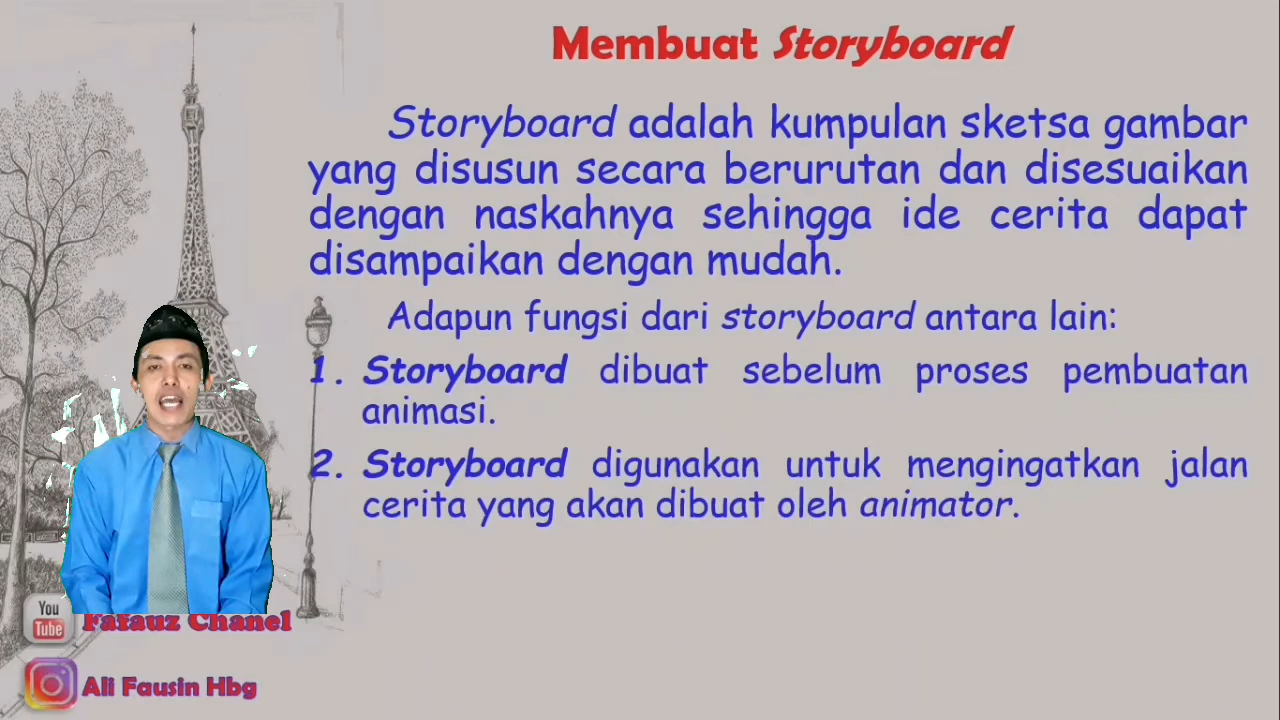 Membuat Storyboard
Storyboard adalah kumpulan sketsa gambar
yang disusun secara berurutan dan disesuaikan
dengan naskahnya sehingga ide cerita dapat
disampaikan dengan mudah.
Adapun fungsi dari storyboard antara lain:
1. Storyboard dibuat sebelum proses pembuatan
animasi.
2. Storyboard digunakan untuk mengingatkan jalan
cerita yang akan dibuat oleh animator.
You
Tube
Fafauz Chanel
Ali Fausin Hbg